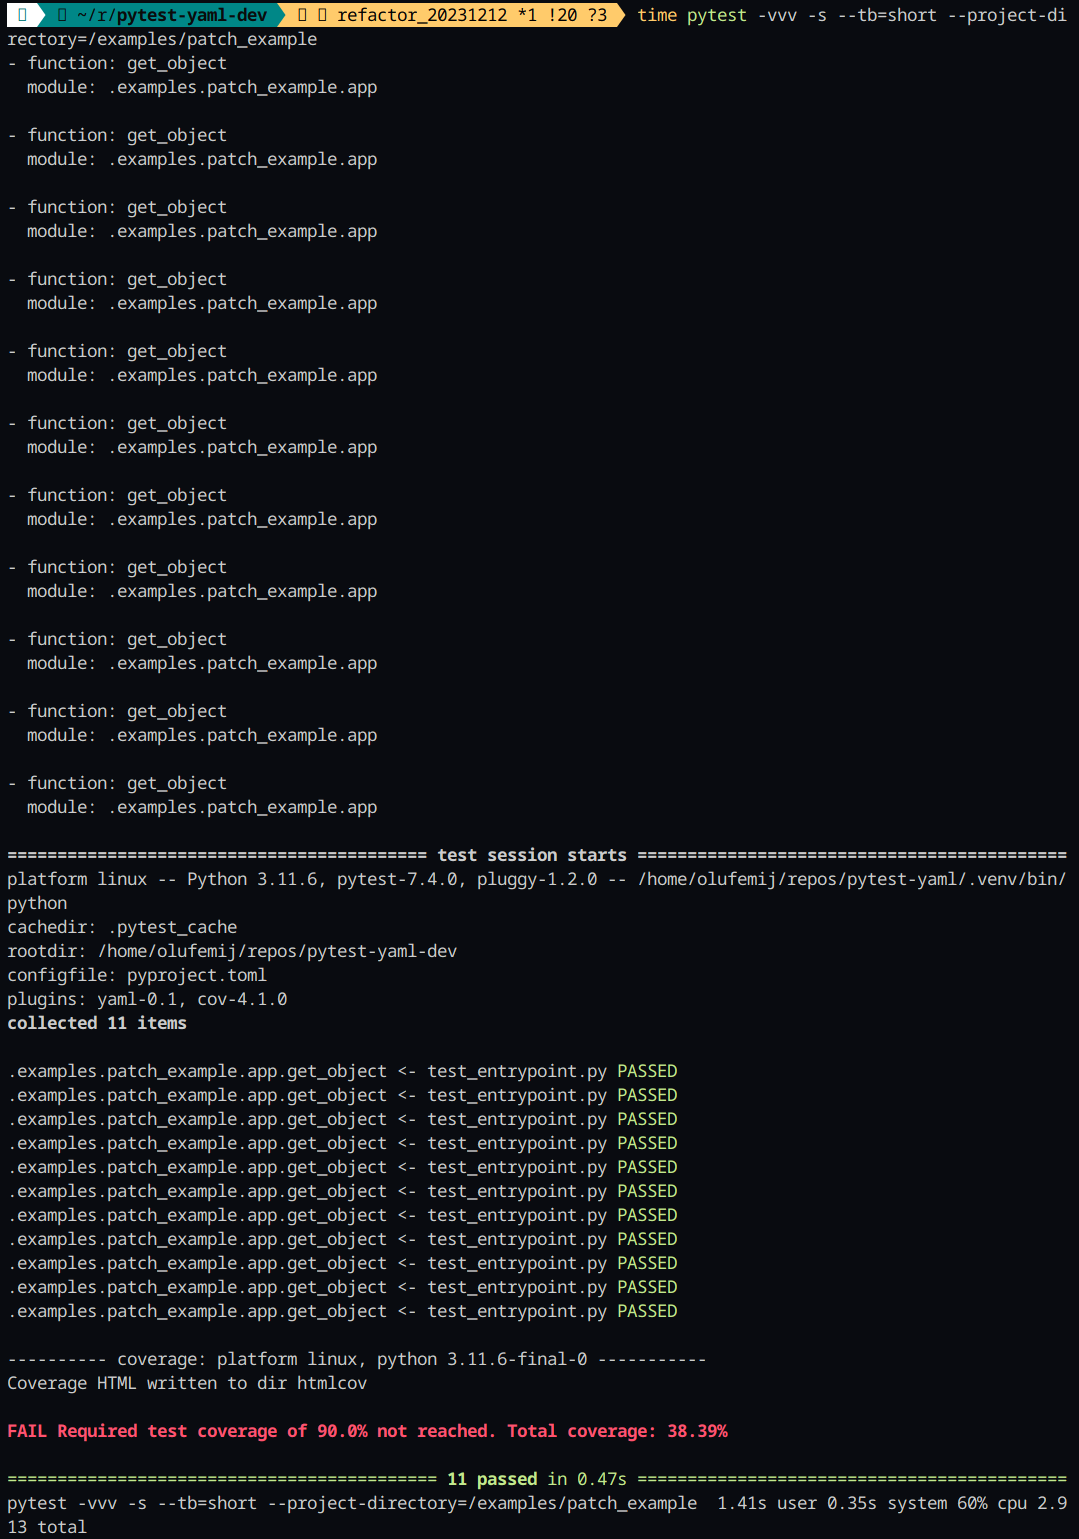 ~/r/pytest-yaml-dev refactor_20231212 *1 !20 ?3 time pytest -vvv -s --tb=short --project-di
rectory=/examples/patch_example
- function: get_object
  module: .examples.patch_example.app

- function: get_object
  module: .examples.patch_example.app

- function: get_object
  module: .examples.patch_example.app

- function: get_object
  module: .examples.patch_example.app

- function: get_object
  module: .examples.patch_example.app

- function: get_object
  module: .examples.patch_example.app

- function: get_object
  module: .examples.patch_example.app

- function: get_object
  module: .examples.patch_example.app

- function: get_object
  module: .examples.patch_example.app

- function: get_object
  module: .examples.patch_example.app

- function: get_object
  module: .examples.patch_example.app

========================================== test session starts ===========================================
platform linux -- Python 3.11.6, pytest-7.4.0, pluggy-1.2.0 -- /home/olufemij/repos/pytest-yaml/.venv/bin/
python
cachedir: .pytest_cache
rootdir: /home/olufemij/repos/pytest-yaml-dev
configfile: pyproject.toml
plugins: yaml-0.1, cov-4.1.0
collected 11 items

.examples.patch_example.app.get_object <- test_entrypoint.py PASSED
.examples.patch_example.app.get_object <- test_entrypoint.py PASSED
.examples.patch_example.app.get_object <- test_entrypoint.py PASSED
.examples.patch_example.app.get_object <- test_entrypoint.py PASSED
.examples.patch_example.app.get_object <- test_entrypoint.py PASSED
.examples.patch_example.app.get_object <- test_entrypoint.py PASSED
.examples.patch_example.app.get_object <- test_entrypoint.py PASSED
.examples.patch_example.app.get_object <- test_entrypoint.py PASSED
.examples.patch_example.app.get_object <- test_entrypoint.py PASSED
.examples.patch_example.app.get_object <- test_entrypoint.py PASSED
.examples.patch_example.app.get_object <- test_entrypoint.py PASSED

---------- coverage: platform linux, python 3.11.6-final-0 -----------
Coverage HTML written to dir htmlcov

FAIL Required test coverage of 90.0% not reached. Total coverage: 38.39%

=========================================== 11 passed in 0.47s ===========================================
pytest -vvv -s --tb=short --project-directory=/examples/patch_example  1.41s user 0.35s system 60% cpu 2.9
13 total